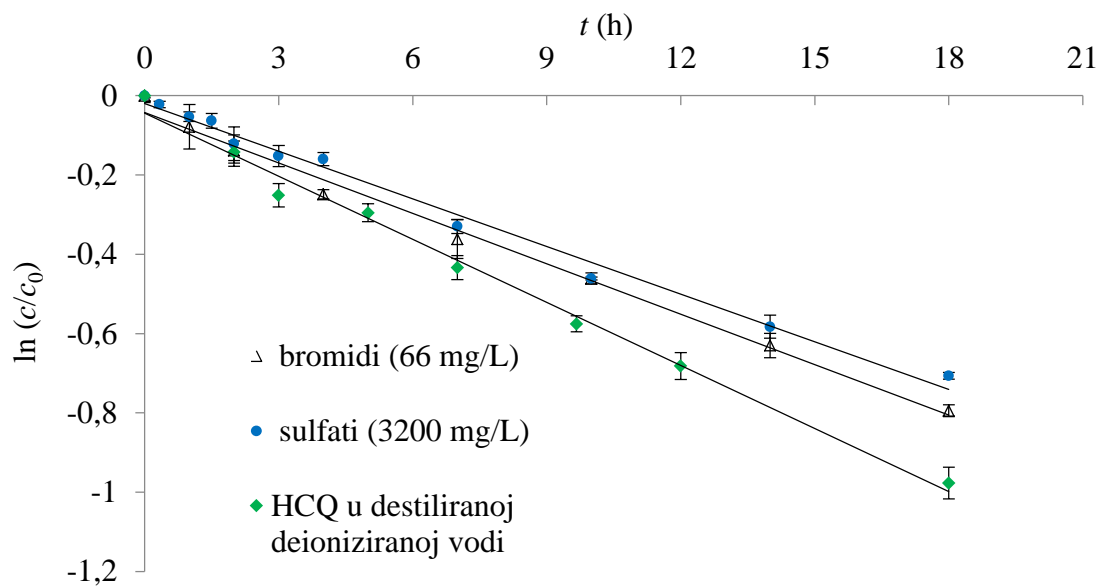 t (h)
0 3 6 9 12 15 18 21
0
-0,2
-0,4
-0,6
-0,8
-1
-1,2
ln (c/c0)
bromidi (66 mg/L)
sulfati (3200 mg/L)
HCQ u destiliranoj
deioniziranoj vodi